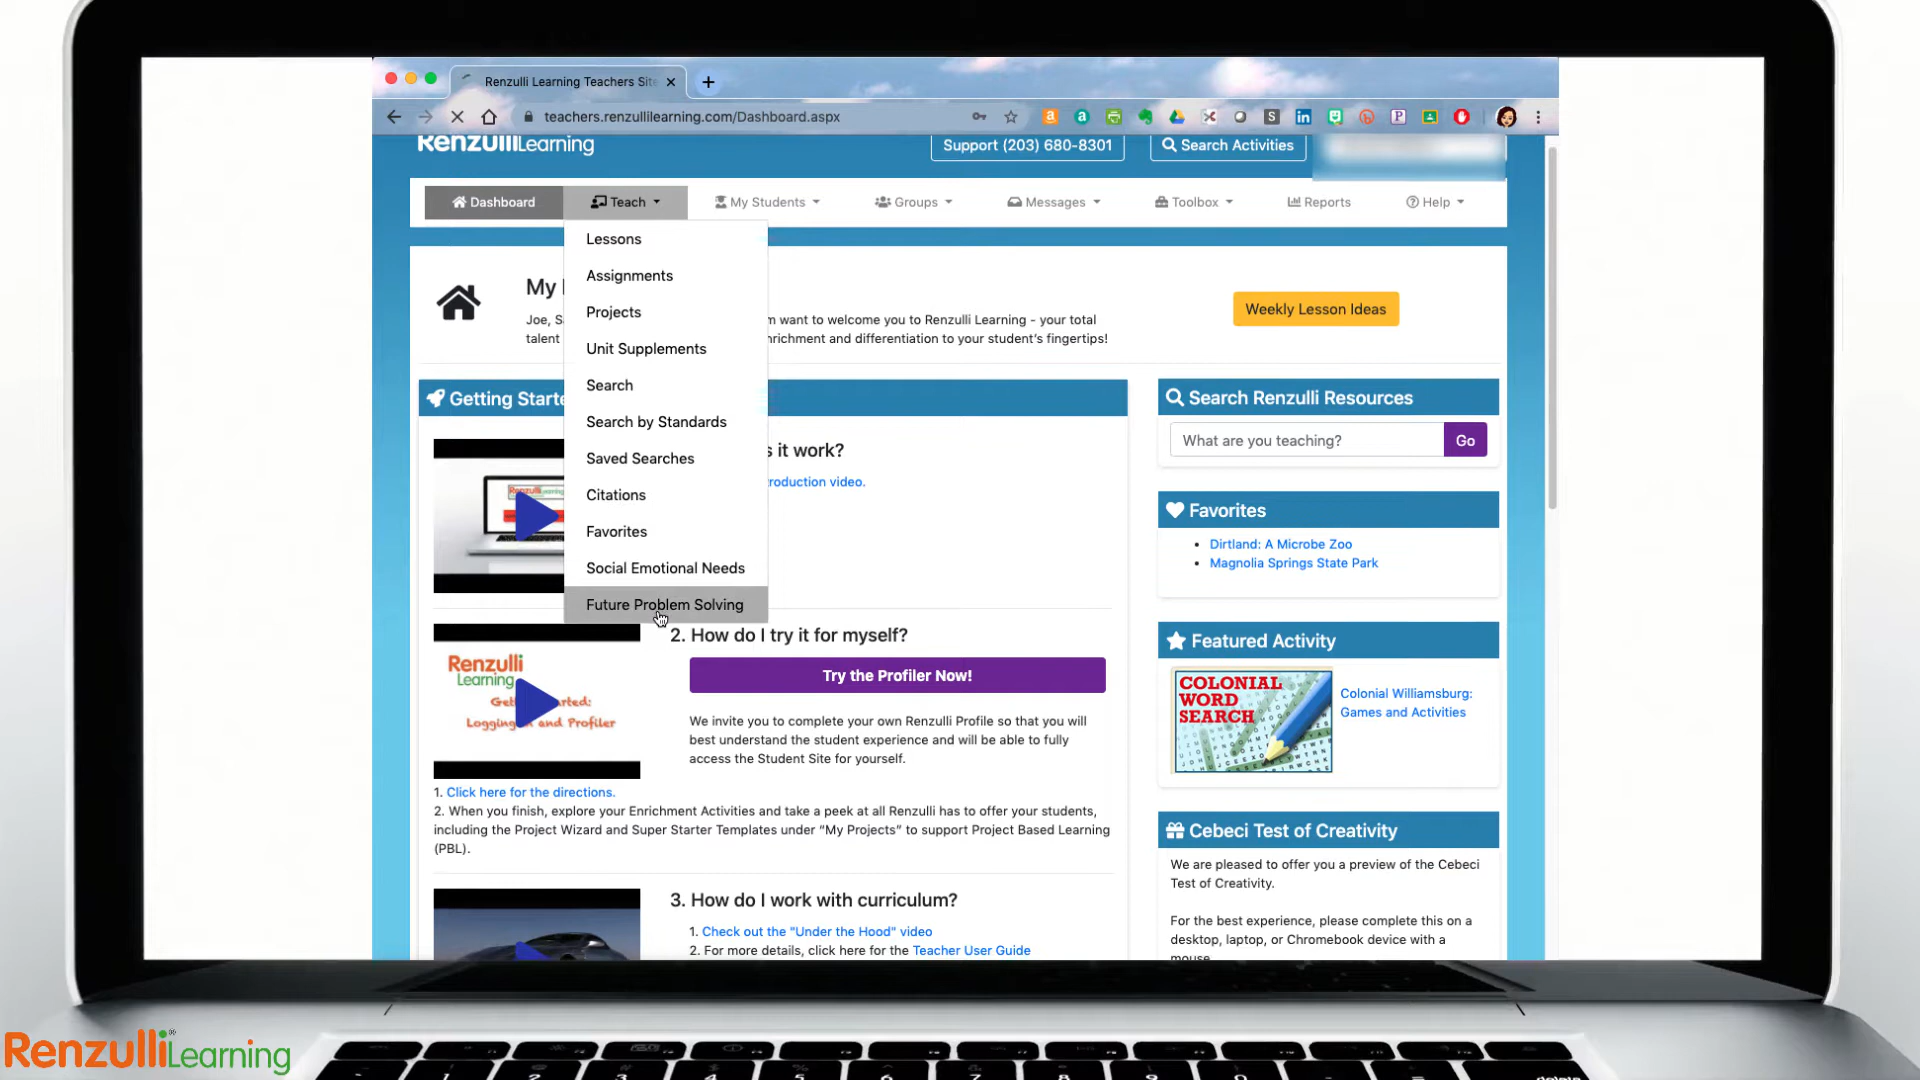 Renzulli Learning Teachers Site
teachers.renzullilearning.com/Dashboard.aspx
RenzulliLearning
Support (203) 680-8301
Search Activities
Dashboard
Teach
My Students
Groups
Messages
Toolbox
Reports
Help
Lessons
Assignments
Projects
Unit Supplements
Search
Search by Standards
Saved Searches
Citations
Favorites
Social Emotional Needs
Future Problem Solving
My
Joe, S
m want to welcome you to Renzulli Learning - your total
talent
nrichment and differentiation to your student's fingertips!
Weekly Lesson Ideas
Getting Starte
s it work?
troduction video.
2. How do I try it for myself?
Try the Profiler Now!
Renzulli
Learning
We invite you to complete your own Renzulli Profile so that you will
best understand the student experience and will be able to fully
access the Student Site for yourself.
1. Click here for the directions.
2. When you finish, explore your Enrichment Activities and take a peek at all Renzulli has to offer your students,
including the Project Wizard and Super Starter Templates under "My Projects" to support Project Based Learning
(PBL).
3. How do I work with curriculum?
1. Check out the "Under the Hood" video
2. For more details, click here for the Teacher User Guide
Search Renzulli Resources
What are you teaching?
Go
Favorites
Dirtland: A Microbe Zoo
Magnolia Springs State Park
Featured Activity
COLONIAL
WORD
SEARCH
Colonial Williamsburg:
Games and Activities
Cebeci Test of Creativity
We are pleased to offer you a preview of the Cebeci
Test of Creativity.
For the best experience, please complete this on a
desktop, laptop, or Chromebook device with a
mouse
RenzulliLearning®